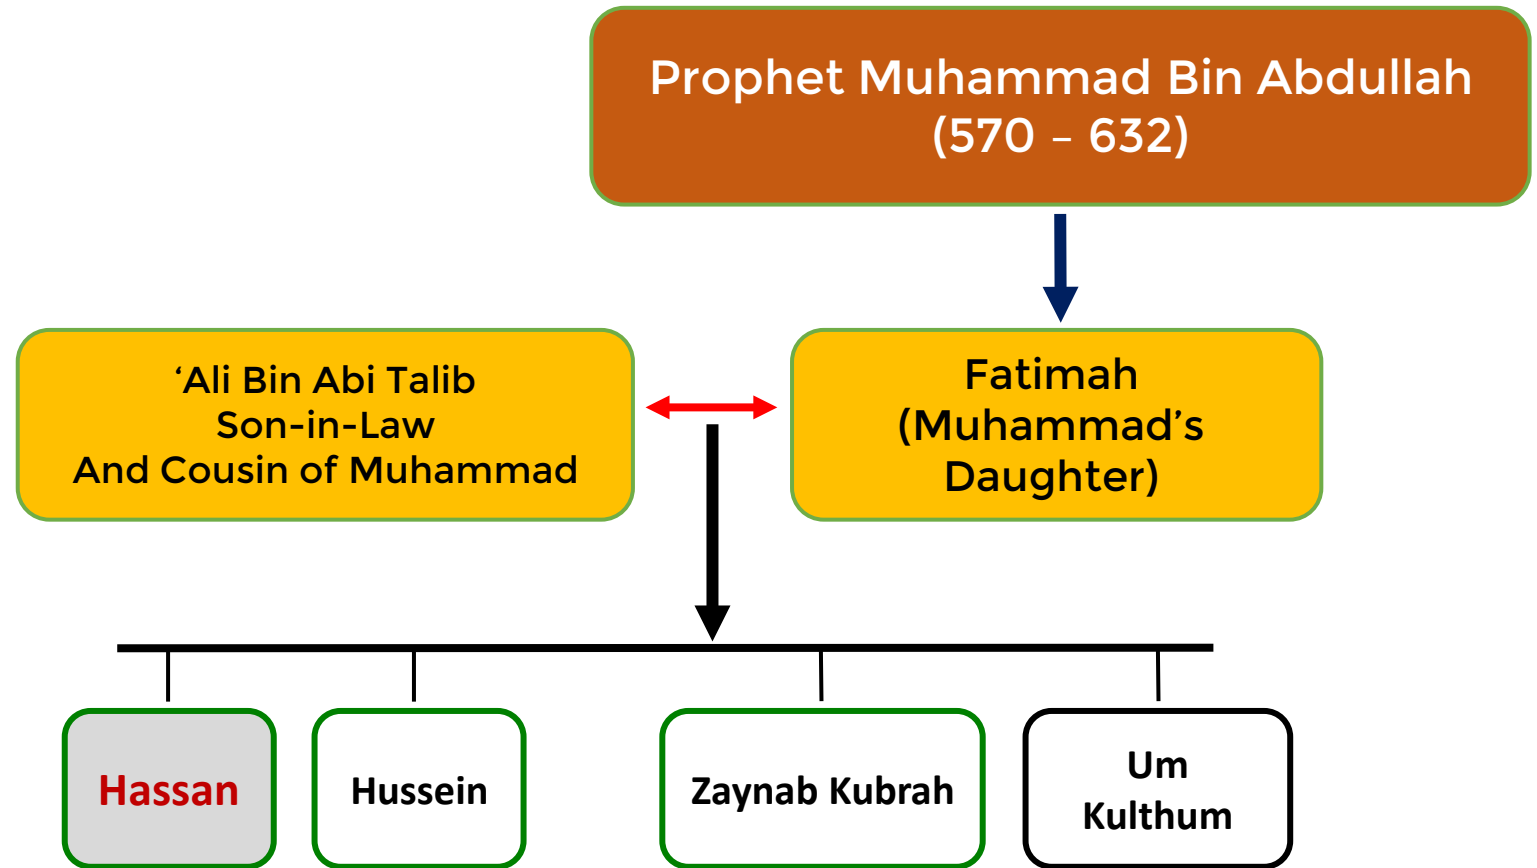 Prophet Muhammad Bin Abdullah
(570 – 632)
‘Ali Bin Abi Talib
Son-in-Law
And Cousin of Muhammad
Fatimah
(Muhammad’s
Daughter)
Hassan
Hussein
Zaynab Kubrah
Um
Kulthum